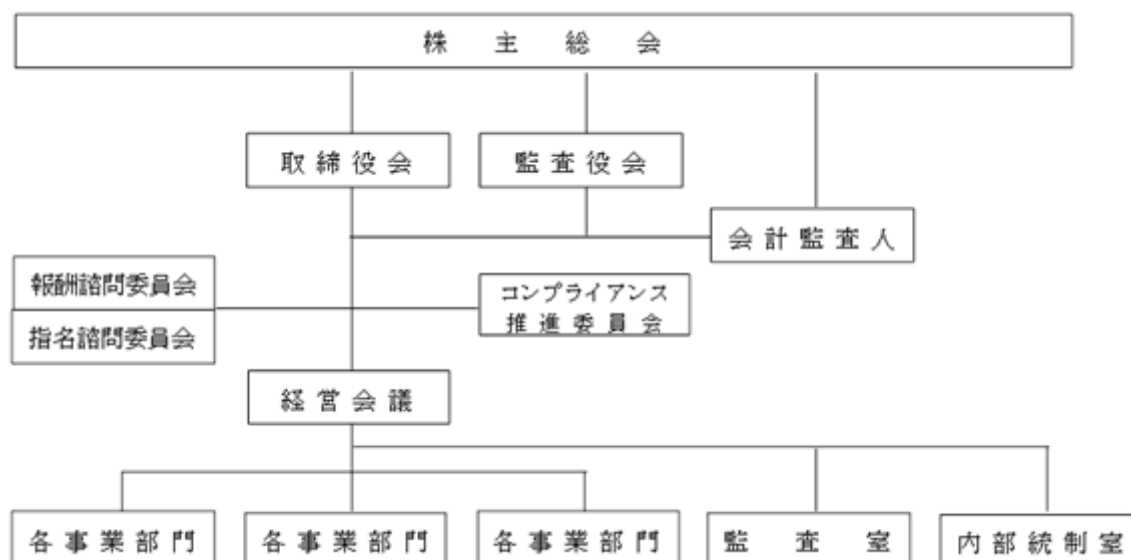 株主総会
取締役会
監査役会
会計監査人
報酬諮問委員会
指名諮問委員会
コンプライアンス
推進委員会
経営会議
各事業部門
各事業部門
各事業部門
監査室
内部統制室